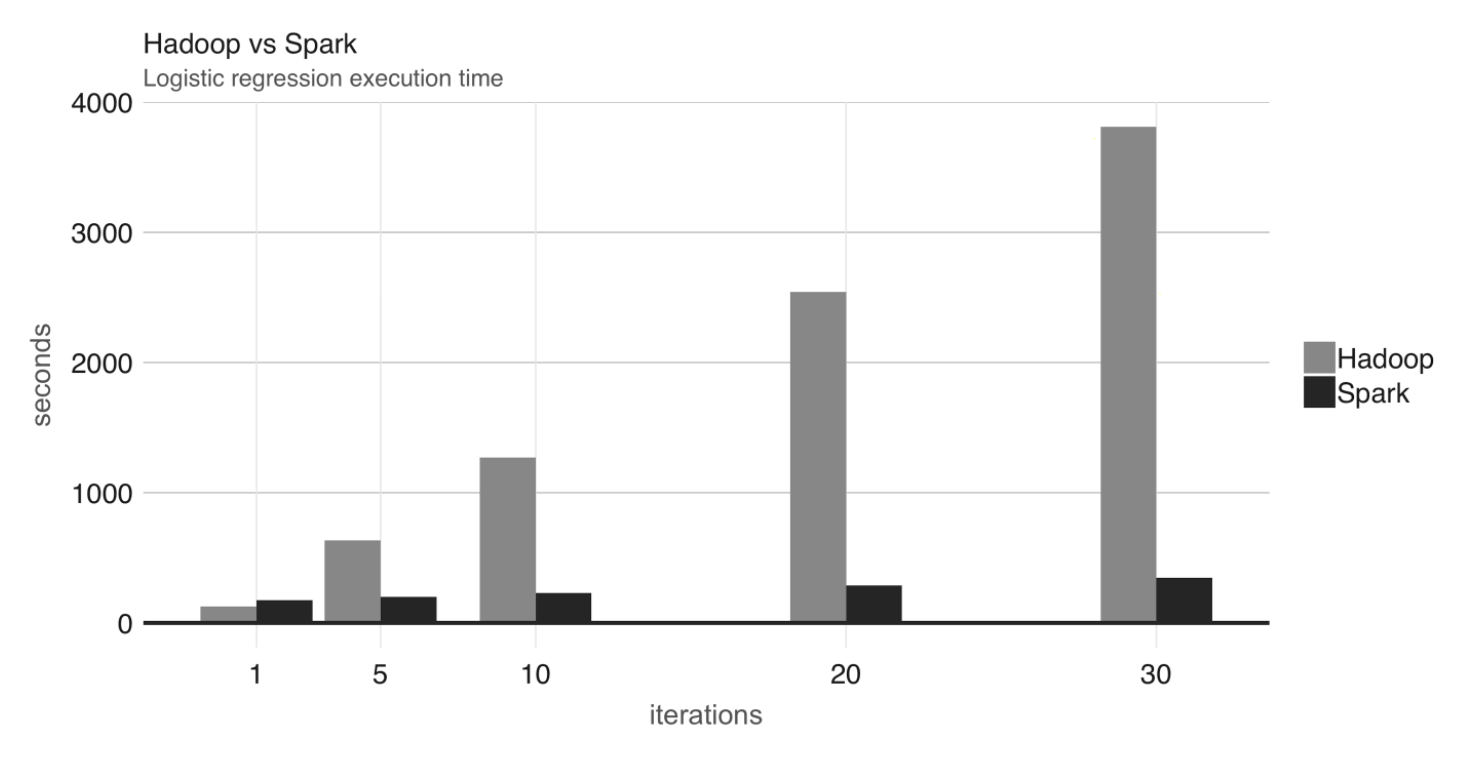 Hadoop vs Spark
Logistic regression execution time
4000
3000
2000
1000
0
seconds
1 5 10 20 30
iterations
Hadoop
Spark